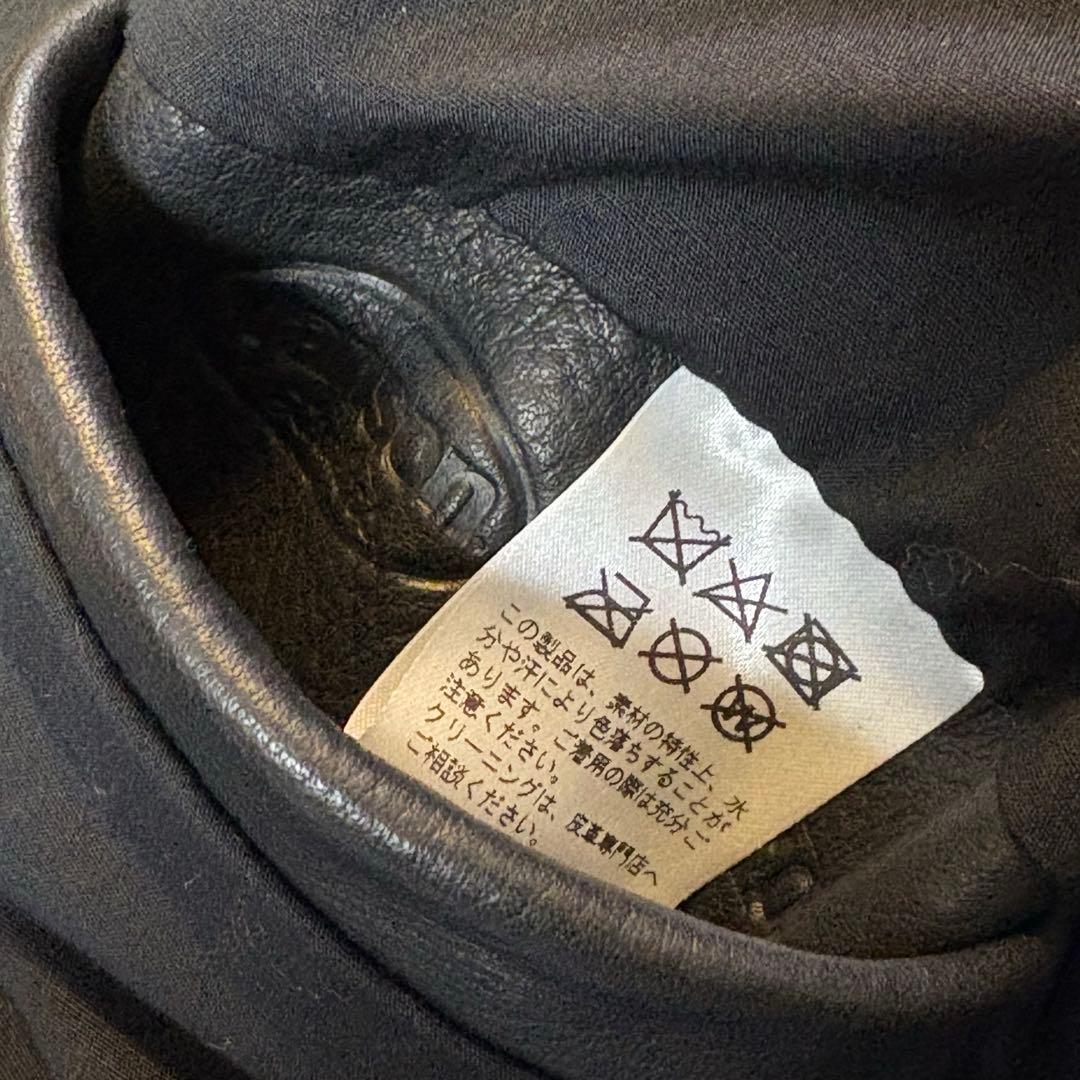 W
この製品は、素材の特性上、水
分や汗により色落ちすることが
あります。ご着用の際は充分ご
注意ください。
クリーニングは、皮革専門店へ
ご相談ください。